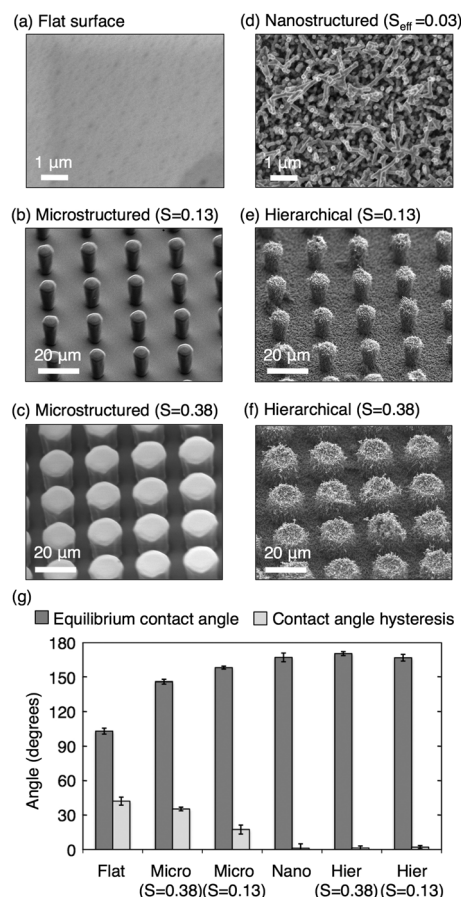 (a) Flat surface
(d) Nanostructured (Seff=0.03)
1 µm
1 µm
(b) Microstructured (S=0.13)
(e) Hierarchical (S=0.13)
20 µm
20 µm
(c) Microstructured (S=0.38)
(f) Hierarchical (S=0.38)
20 µm
20 µm
(g)
Equilibrium contact angle Contact angle hysteresis
Angle (degrees)
180
150
120
90
60
30
0
Flat Micro Micro Nano Hier Hier
(S=0.38)(S=0.13) (S=0.38)(S=0.13)